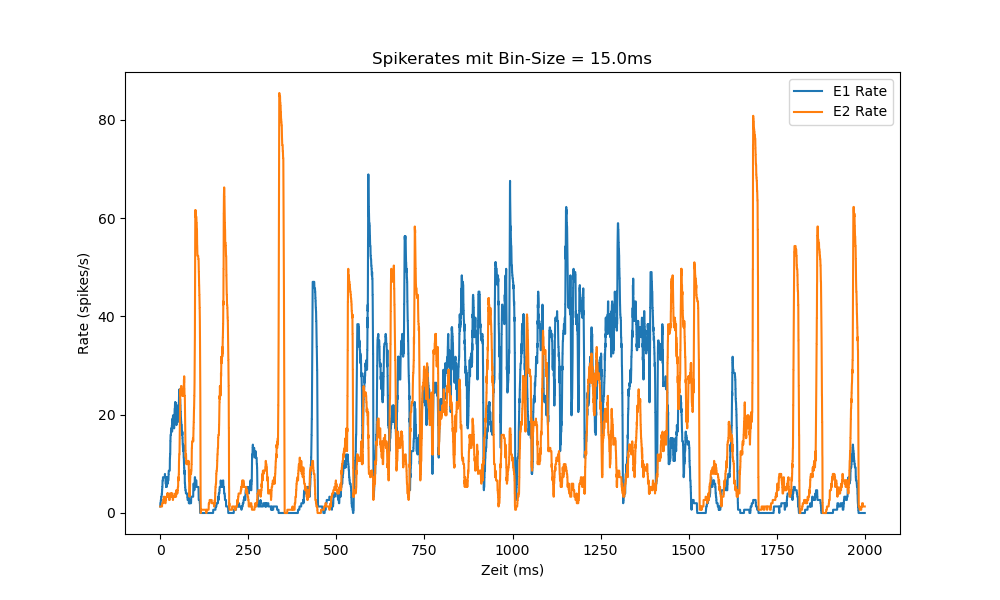 Spikerates mit Bin-Size = 15.0ms
E1 Rate
E2 Rate
80
60
40
20
0
Rate (spikes/s)
0 250 500 750 1000 1250 1500 1750 2000
Zeit (ms)